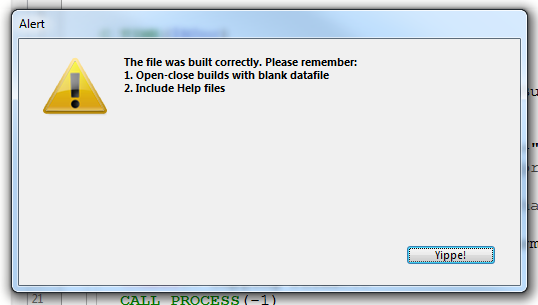 Alert
The file was built correctly. Please remember:
1. Open-close builds with blank datafile
2. Include Help files
Yippe!
21
CALL PROCESS(-1)